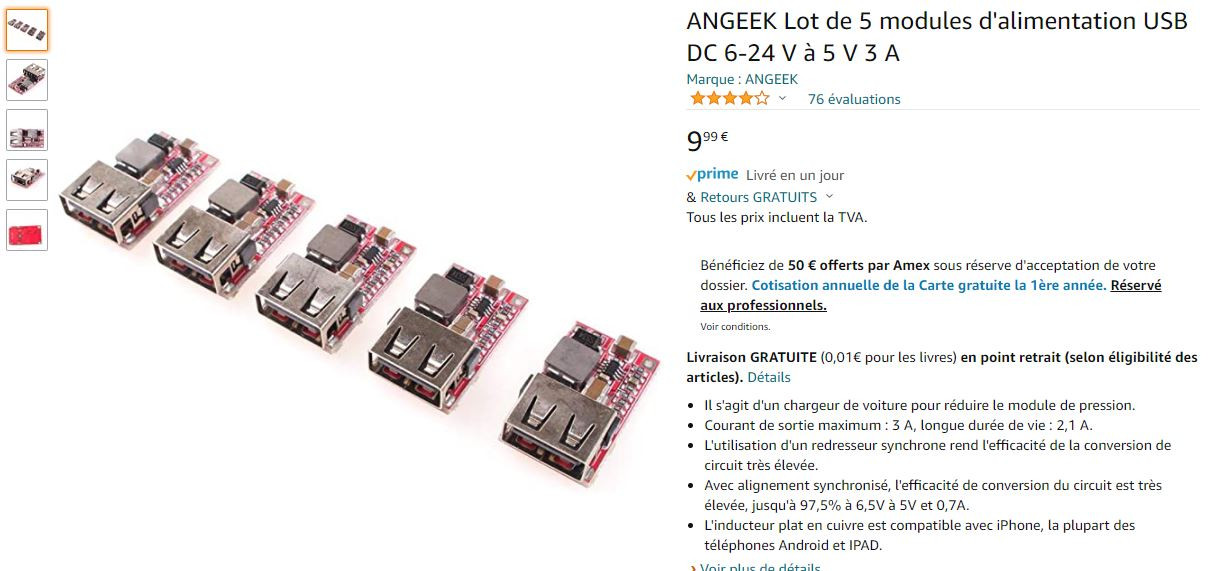 ANGEEK Lot de 5 modules d'alimentation USB
DC 6-24 V à 5 V 3 A
Marque : ANGEEK
76 évaluations
9⁹⁹ €
prime Livré en un jour
& Retours GRATUITS
Tous les prix incluent la TVA.
Bénéficiez de 50 € offerts par Amex sous réserve d'acceptation de votre
dossier. Cotisation annuelle de la Carte gratuite la 1ère année. Réservé
aux professionnels.
Voir conditions.
Livraison GRATUITE (0,01€ pour les livres) en point retrait (selon éligibilité des
articles). Détails
• Il s'agit d'un chargeur de voiture pour réduire le module de pression.
• Courant de sortie maximum : 3 A, longue durée de vie : 2,1 A.
• L'utilisation d'un redresseur synchrone rend l'efficacité de la conversion de
circuit très élevée.
• Avec alignement synchronisé, l'efficacité de conversion du circuit est très
élevée, jusqu'à 97,5% à 6,5V à 5V et 0,7A.
• L'inducteur plat en cuivre est compatible avec iPhone, la plupart des
téléphones Android et IPAD.
› Voir plus de détails